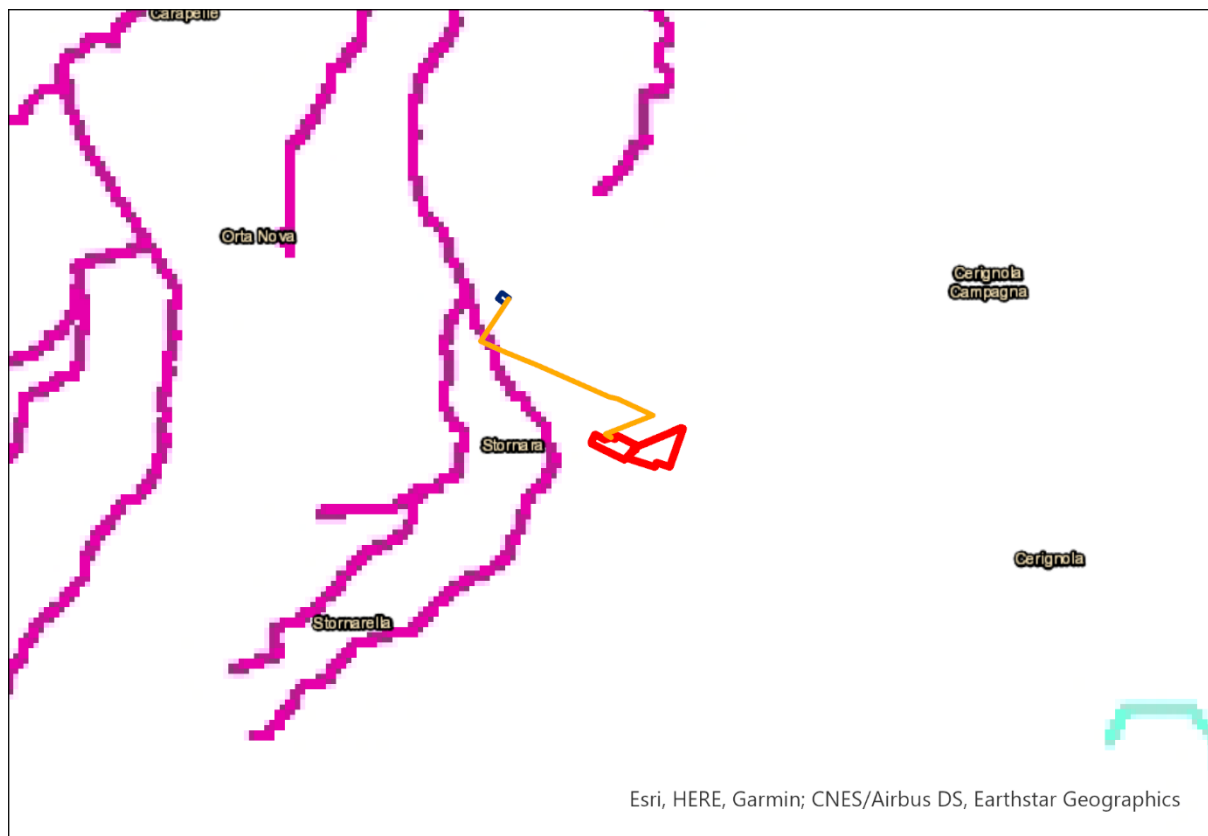 Carapelle
Orta Nova
Cerignola
Campagna
Stornara
Cerignola
Stornarella
Esri, HERE, Garmin; CNES/Airbus DS, Earthstar Geographics